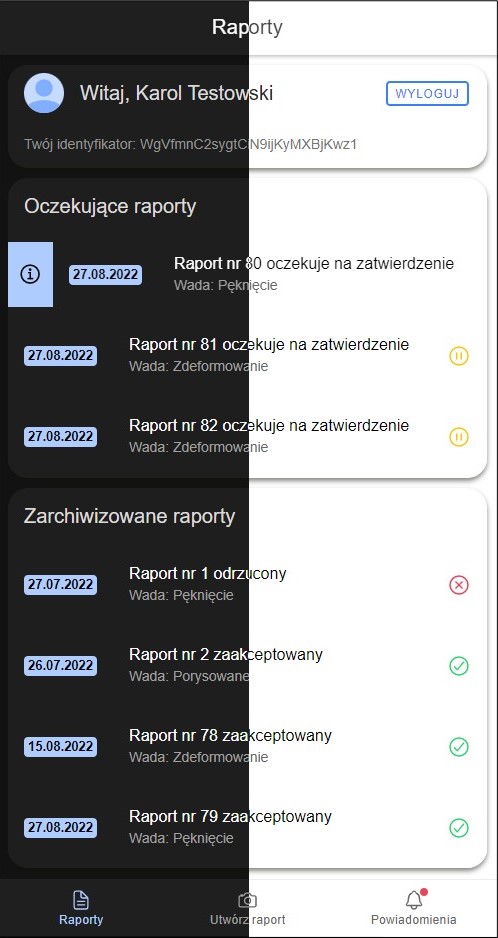 Raporty
Witaj, Karol Testowski
WYLOGUJ
Twój identyfikator: WgVfmnC2sygtCIN9ijKyMXBjKwz1
Oczekujące raporty
27.08.2022
Raport nr 80 oczekuje na zatwierdzenie
Wada: Pęknięcie
27.08.2022
Raport nr 81 oczekuje na zatwierdzenie
Wada: Zdeformowanie
27.08.2022
Raport nr 82 oczekuje na zatwierdzenie
Wada: Zdeformowanie
Zarchiwizowane raporty
27.07.2022
Raport nr 1 odrzucony
Wada: Pęknięcie
26.07.2022
Raport nr 2 zaakceptowany
Wada: Porysowane
15.08.2022
Raport nr 78 zaakceptowany
Wada: Zdeformowanie
27.08.2022
Raport nr 79 zaakceptowany
Wada: Pęknięcie
Raporty
Utwórz raport
Powiadomienia